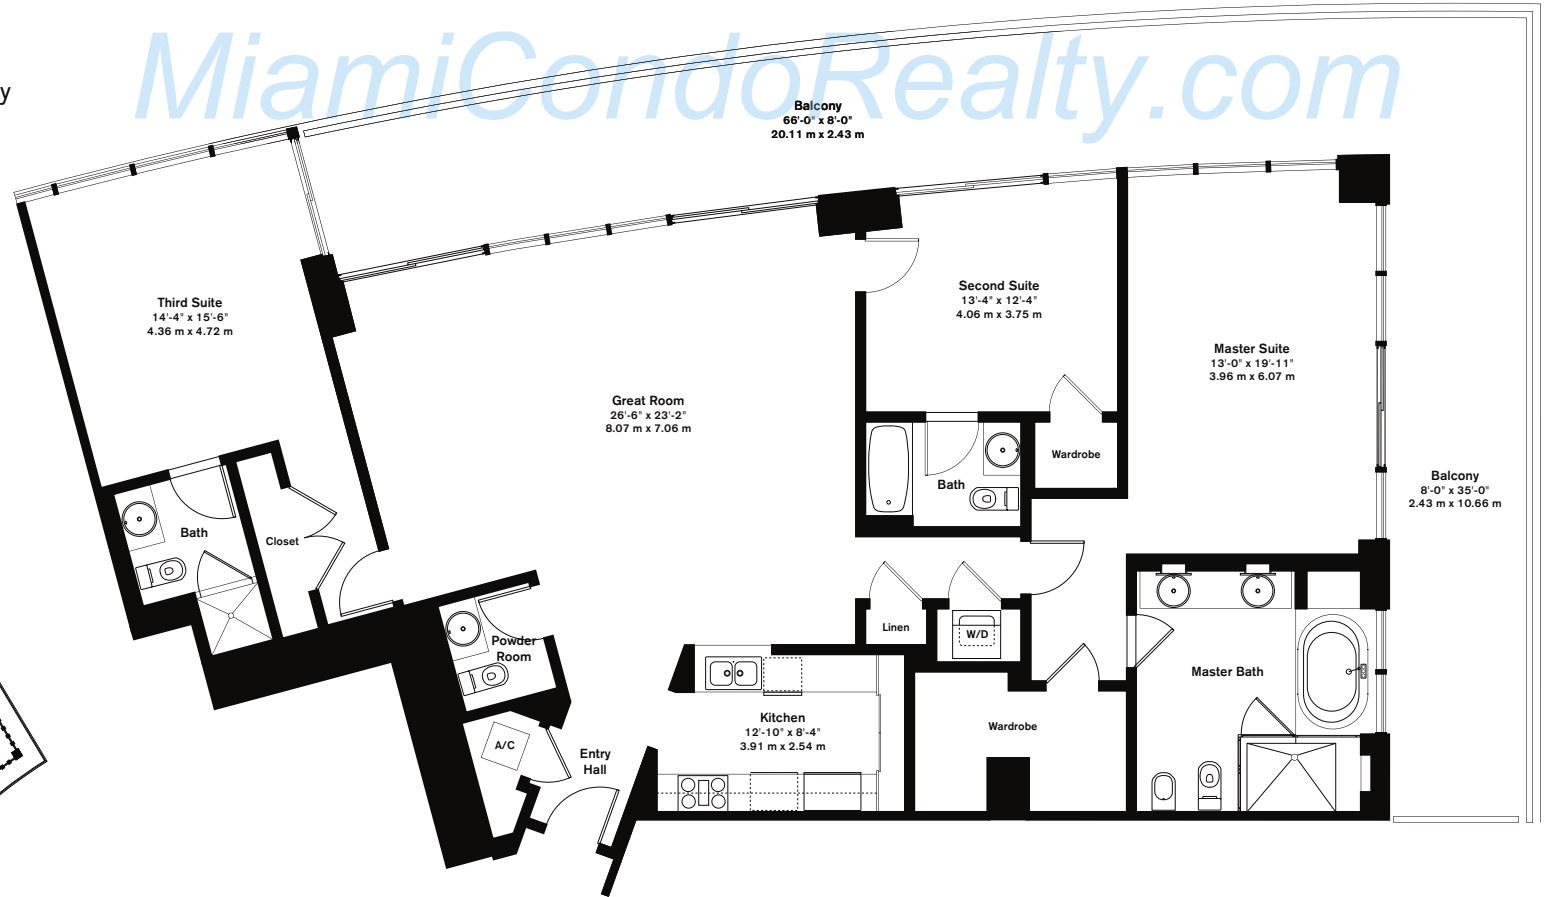 MiamiCondoRealty.com
y
Balcony
66'-0" x 8'-0"
20.11 m x 2.43 m
Third Suite
14'-4" x 15'-6"
4.36 m x 4.72 m
Second Suite
13'-4" x 12'-4"
4.06 m x 3.75 m
Master Suite
13'-0" x 19'-11"
3.96 m x 6.07 m
Great Room
26'-6" x 23'-2"
8.07 m x 7.06 m
Wardrobe
Bath
Balcony
8'-0" x 35'-0"
2.43 m x 10.66 m
Bath
Closet
Linen
W/D
Powder
Room
Master Bath
Kitchen
12'-10" x 8'-4"
3.91 m x 2.54 m
Wardrobe
A/C
Entry
Hall